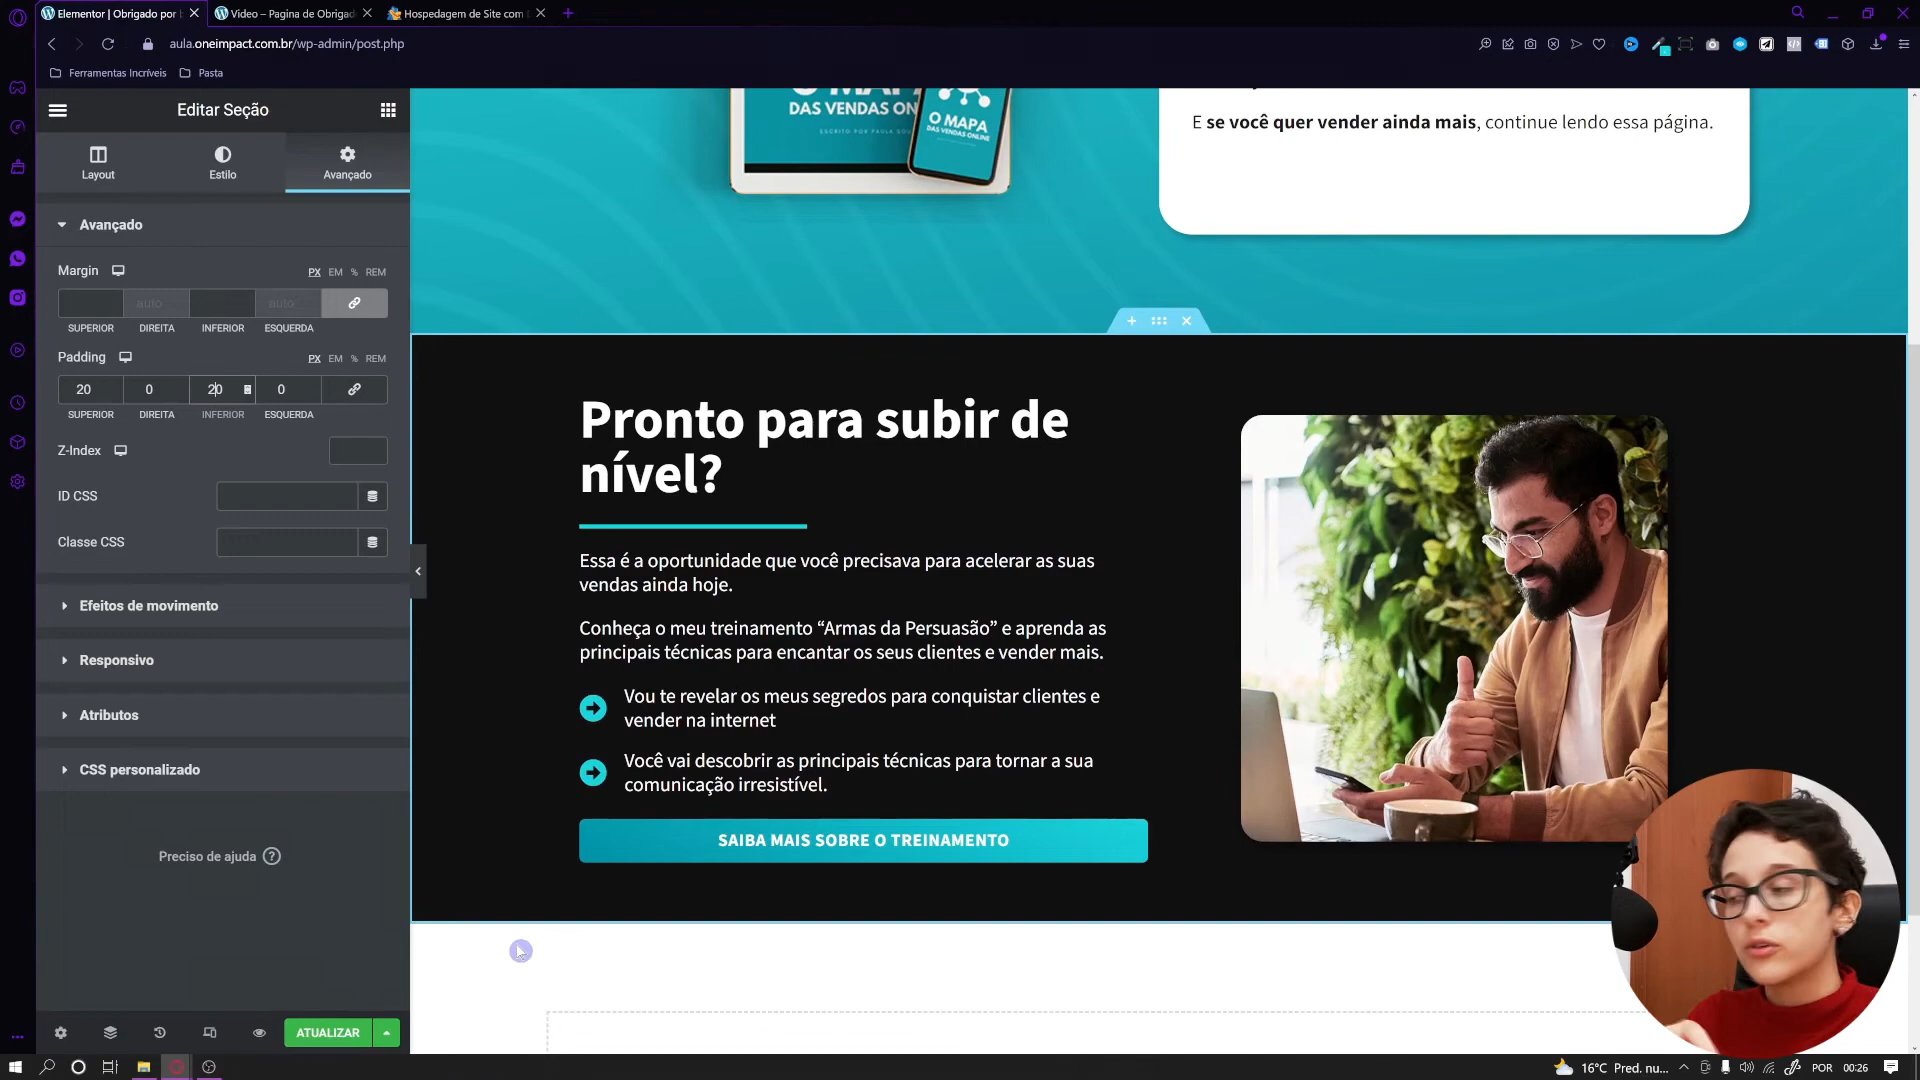 Elementor | Obrigado por
Video – Pagina de Obrigad
Hospedagem de Site com
aula.oneimpact.com.br/wp-admin/post.php
Ferramentas Incríveis
Pasta
Editar Seção
Layout
Estilo
Avançado
Avançado
Margin
PX EM % REM
auto
auto
SUPERIOR DIREITA INFERIOR ESQUERDA
Padding
PX EM % REM
20 0 20 0
SUPERIOR DIREITA INFERIOR ESQUERDA
Z-Index
ID CSS
Classe CSS
Efeitos de movimento
Responsivo
Atributos
CSS personalizado
Preciso de ajuda
ATUALIZAR
DAS VENDAS ON
O MAPA
DAS VENDAS ONLINE
E se você quer vender ainda mais, continue lendo essa página.
Pronto para subir de
nível?
Essa é a oportunidade que você precisava para acelerar as suas
vendas ainda hoje.
Conheça o meu treinamento “Armas da Persuasão” e aprenda as
principais técnicas para encantar os seus clientes e vender mais.
Vou te revelar os meus segredos para conquistar clientes e
vender na internet
Você vai descobrir as principais técnicas para tornar a sua
comunicação irresistível.
SAIBA MAIS SOBRE O TREINAMENTO
16°C Pred. nu...
POR
00:26